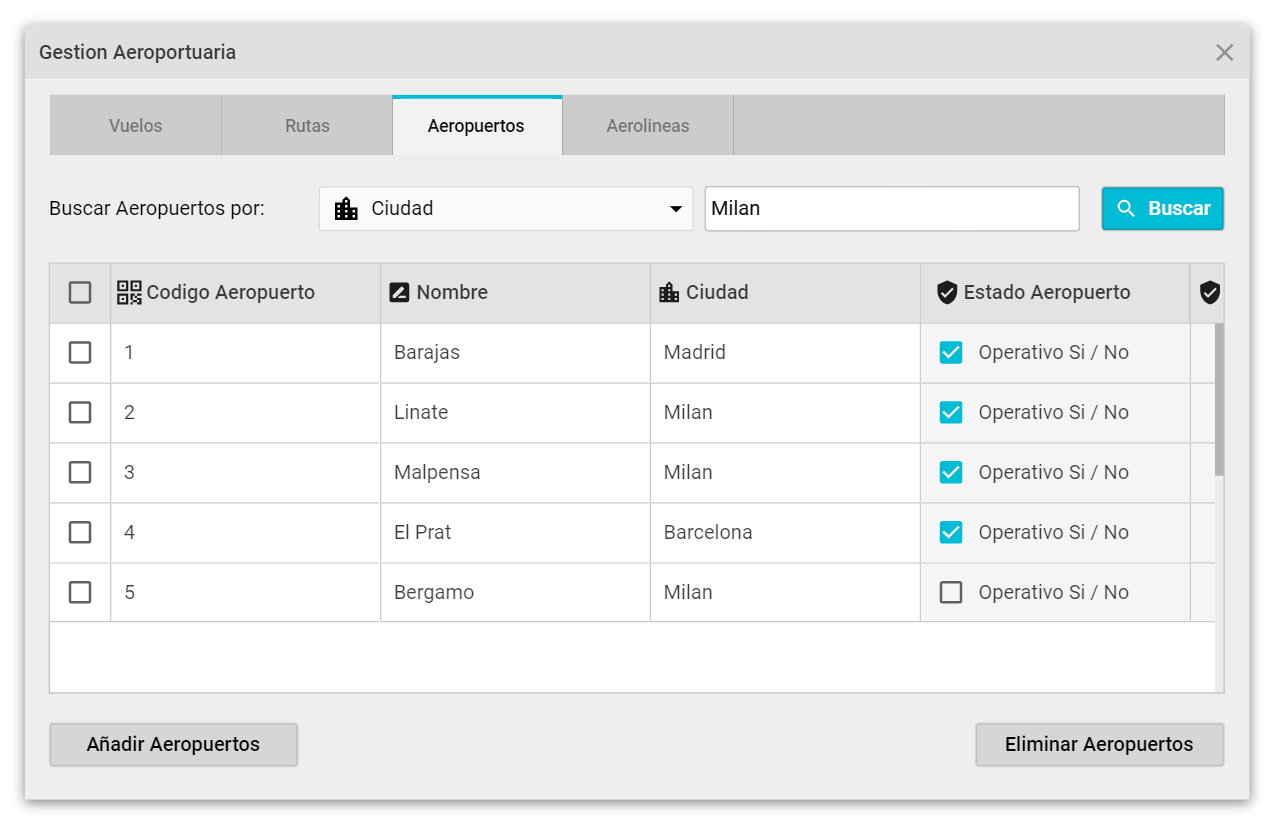 Gestion Aeroportuaria
Vuelos Rutas Aeropuertos Aerolineas
Buscar Aeropuertos por: Ciudad Milan Buscar
Codigo Aeropuerto Nombre Ciudad Estado Aeropuerto
1 Barajas Madrid Operativo Si / No
2 Linate Milan Operativo Si / No
3 Malpensa Milan Operativo Si / No
4 El Prat Barcelona Operativo Si / No
5 Bergamo Milan Operativo Si / No
Añadir Aeropuertos Eliminar Aeropuertos